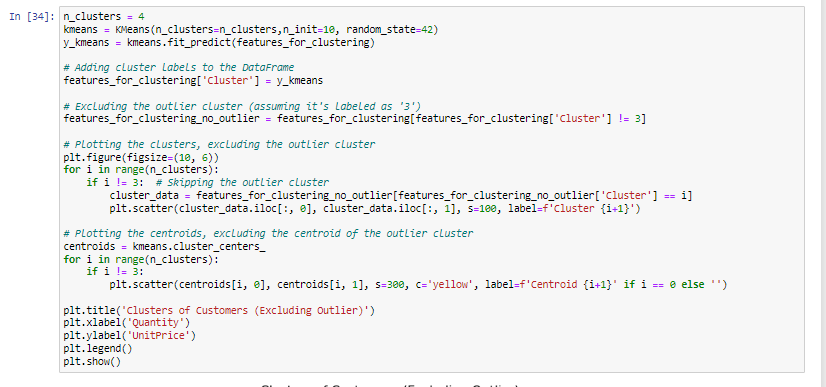 In [34]: n_clusters = 4
kmeans = KMeans(n_clusters=n_clusters,n_init=10, random_state=42)
y_kmeans = kmeans.fit_predict(features_for_clustering)

# Adding cluster labels to the DataFrame
features_for_clustering['Cluster'] = y_kmeans

# Excluding the outlier cluster (assuming it's labeled as '3')
features_for_clustering_no_outlier = features_for_clustering[features_for_clustering['Cluster'] != 3]

# Plotting the clusters, excluding the outlier cluster
plt.figure(figsize=(10, 6))
for i in range(n_clusters):
    if i != 3:  # Skipping the outlier cluster
        cluster_data = features_for_clustering_no_outlier[features_for_clustering_no_outlier['Cluster'] == i]
        plt.scatter(cluster_data.iloc[:, 0], cluster_data.iloc[:, 1], s=100, label=f'Cluster {i+1}')

# Plotting the centroids, excluding the centroid of the outlier cluster
centroids = kmeans.cluster_centers_
for i in range(n_clusters):
    if i != 3:
        plt.scatter(centroids[i, 0], centroids[i, 1], s=300, c='yellow', label=f'Centroid {i+1}' if i == 0 else '')

plt.title('Clusters of Customers (Excluding Outlier)')
plt.xlabel('Quantity')
plt.ylabel('UnitPrice')
plt.legend()
plt.show()